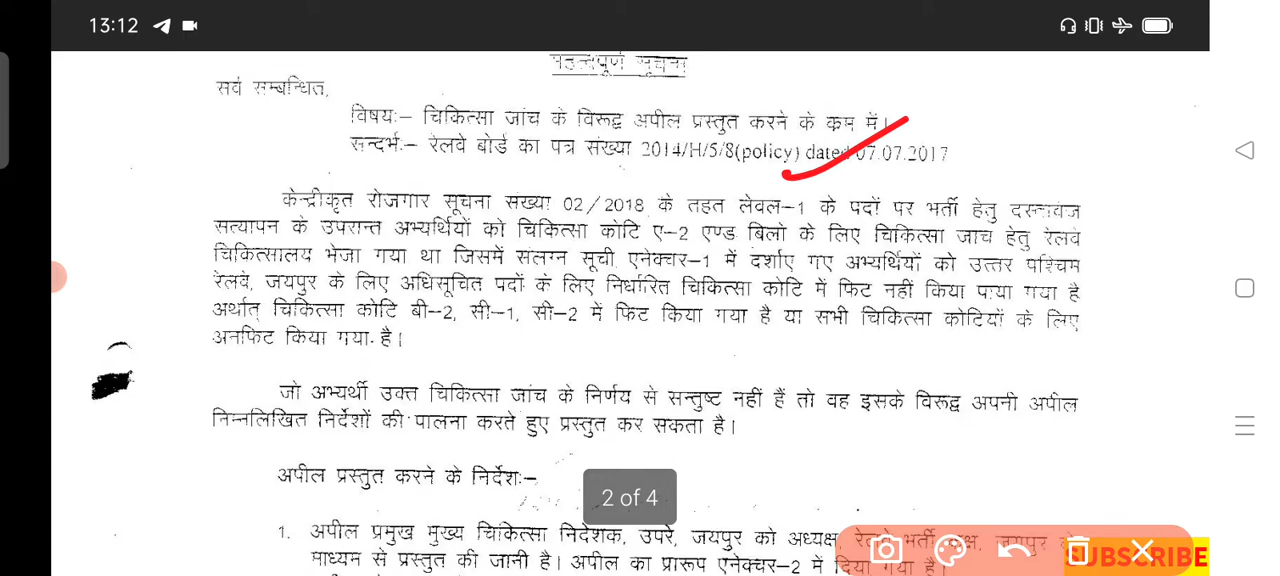 13:12
महत्वपूर्ण सूचना
सर्व सम्बन्धित,
विषयः– चिकित्सा जांच के विरूद्व अपील प्रस्तुत करने के क्रम में।
सन्दर्भः– रेलवे बोर्ड का पत्र संख्या 2014/H/5/8(policy) dated 07.07.2017
केन्द्रीकृत रोजगार सूचना संख्या 02/2018 के तहत लेवल–1 के पदों पर भर्ती हेतु दस्तावेज
सत्यापन के उपरान्त अभ्यर्थियों को चिकित्सा कोटि ए–2 एण्ड बिलो के लिए चिकित्सा जाच हेतु रेलवे
चिकित्सालय भेजा गया था जिसमें संलग्न सूची एनेक्चर–1 में दर्शाए गए अभ्यर्थियों को उत्तर पश्चिम
रेलवे, जयपुर के लिए अधिसूचित पदों के लिए निर्धारित चिकित्सा कोटि में फिट नहीं किया पाया गया है
अर्थात् चिकित्सा कोटि बी–2, सी–1, सी–2 में फिट किया गया है या सभी चिकित्सा कोटियों के लिए
अनफिट किया गया है।
जो अभ्यर्थी उक्त चिकित्सा जांच के निर्णय से सन्तुष्ट नहीं हैं तो वह इसके विरूद्व अपनी अपील
निम्नलिखित निर्देशों की पालना करते हुए प्रस्तुत कर सकता है।
अपील प्रस्तुत करने के निर्देशः–
2 of 4
1. अपील प्रमुख मुख्य चिकित्सा निदेशक, उपरे, जयपुर को अध्यक्ष, रेलवे भर्ती कक्ष, जयपुर
माध्यम से प्रस्तुत की जानी है। अपील का प्रारूप एनेक्चर–2 में दिया गया है।
SUBSCRIBE